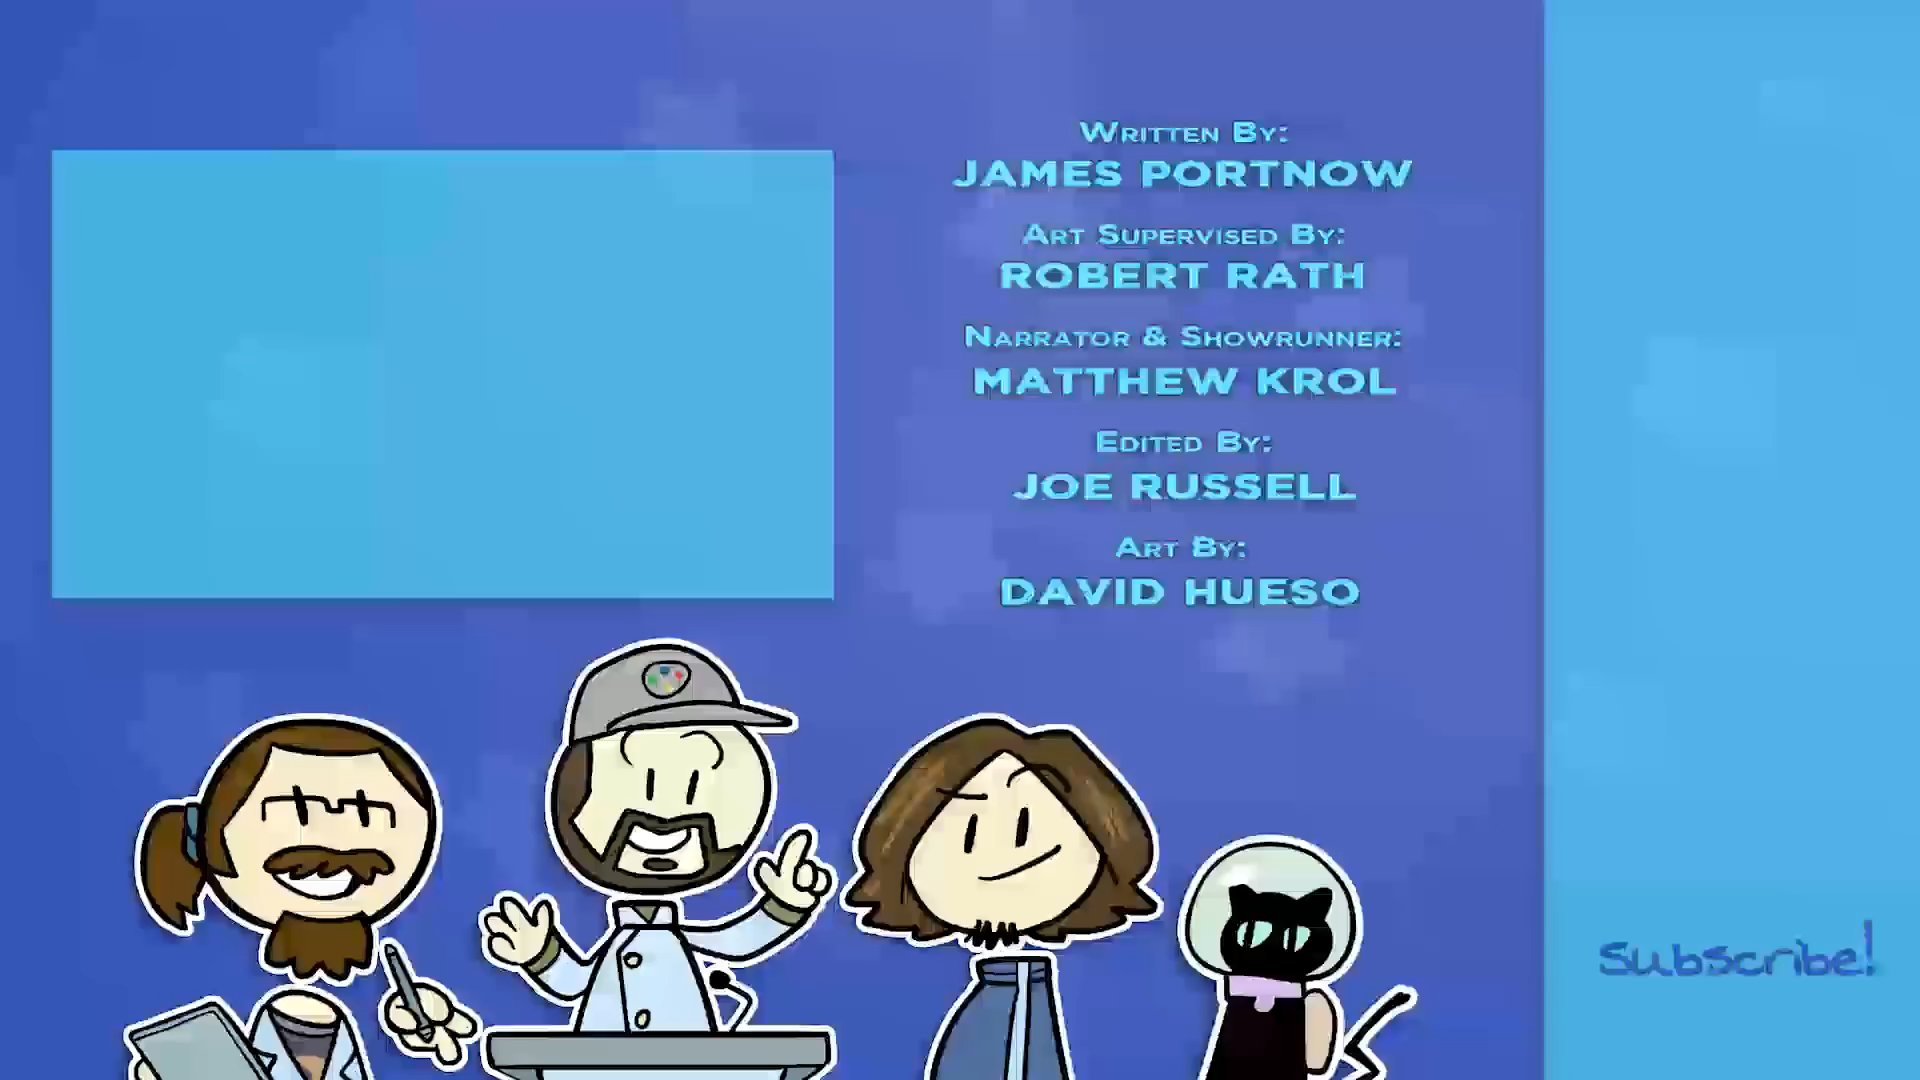 Written By:
JAMES PORTNOW
Art Supervised By:
ROBERT RATH
Narrator & Showrunner:
MATTHEW KROL
Edited By:
JOE RUSSELL
Art By:
DAVID HUESO
Subscribe!